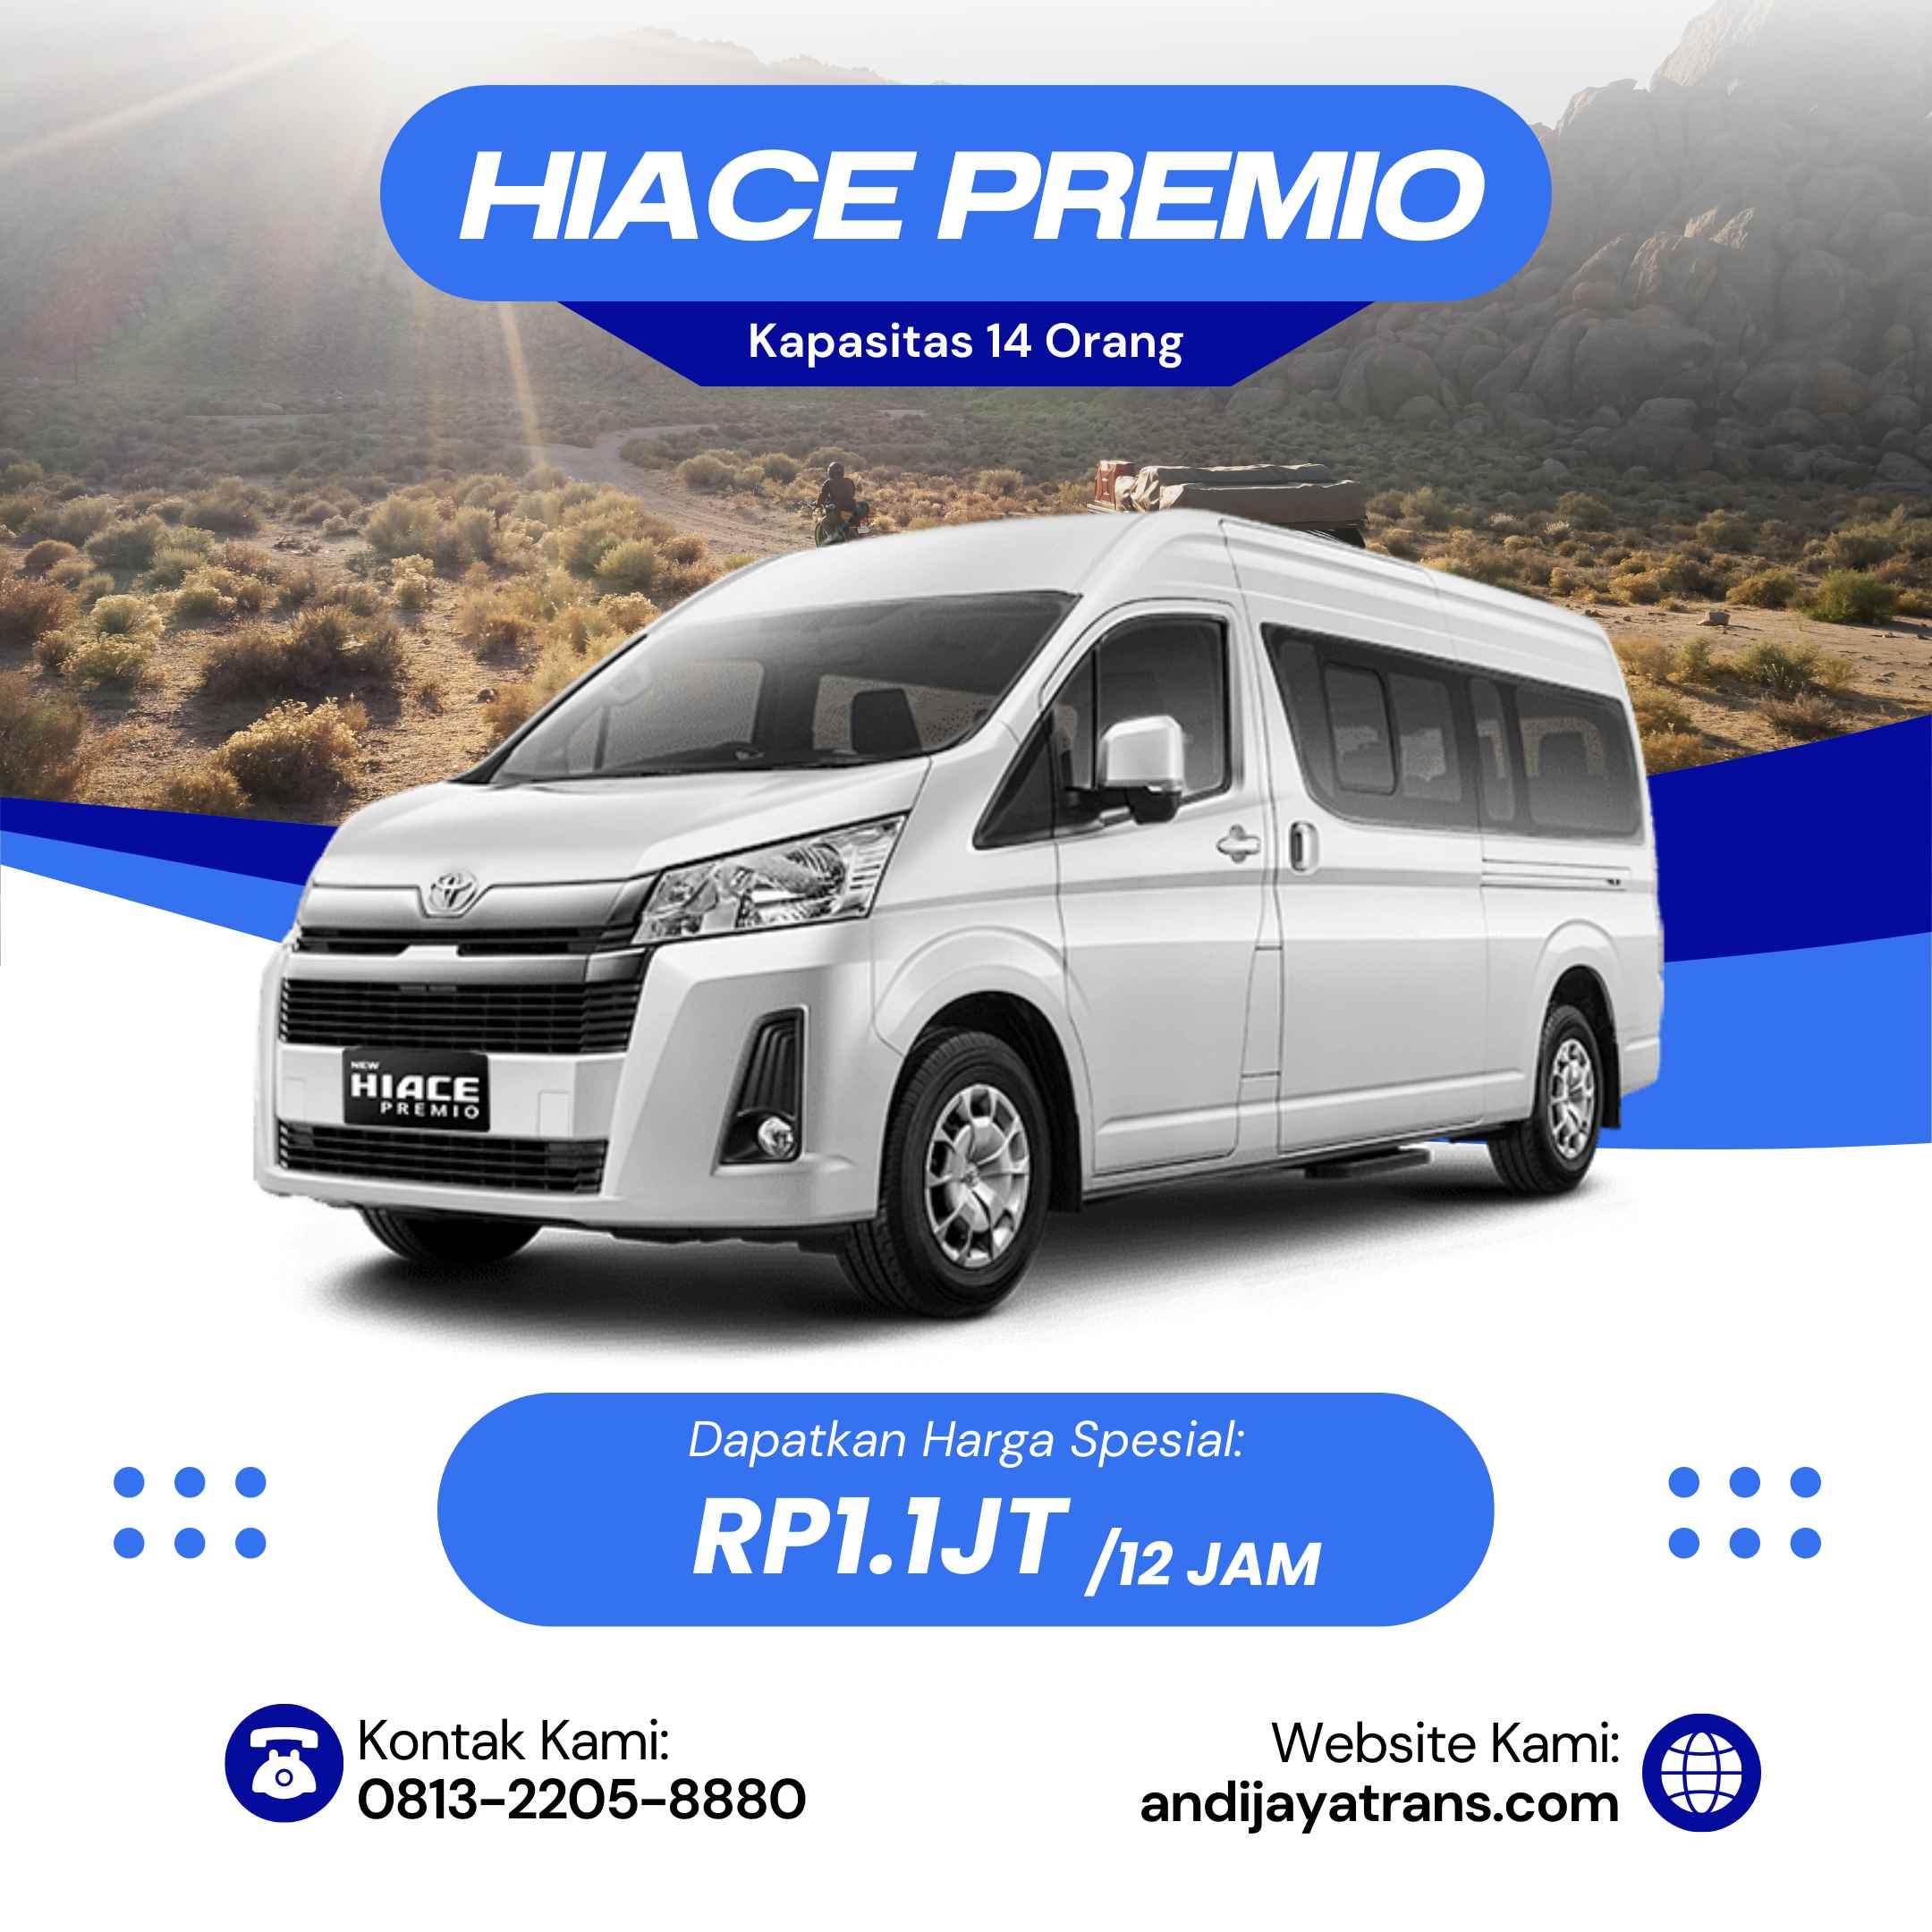 HIACE PREMIO
Kapasitas 14 Orang
NEW
HIACE
PREMIO
Dapatkan Harga Spesial:
RP1.1JT /12 JAM
Kontak Kami:
0813-2205-8880
Website Kami:
andijayatrans.com